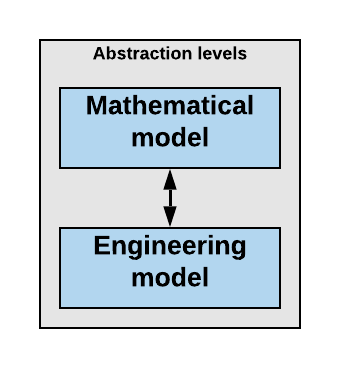 Abstraction levels
Mathematical
model
Engineering
model